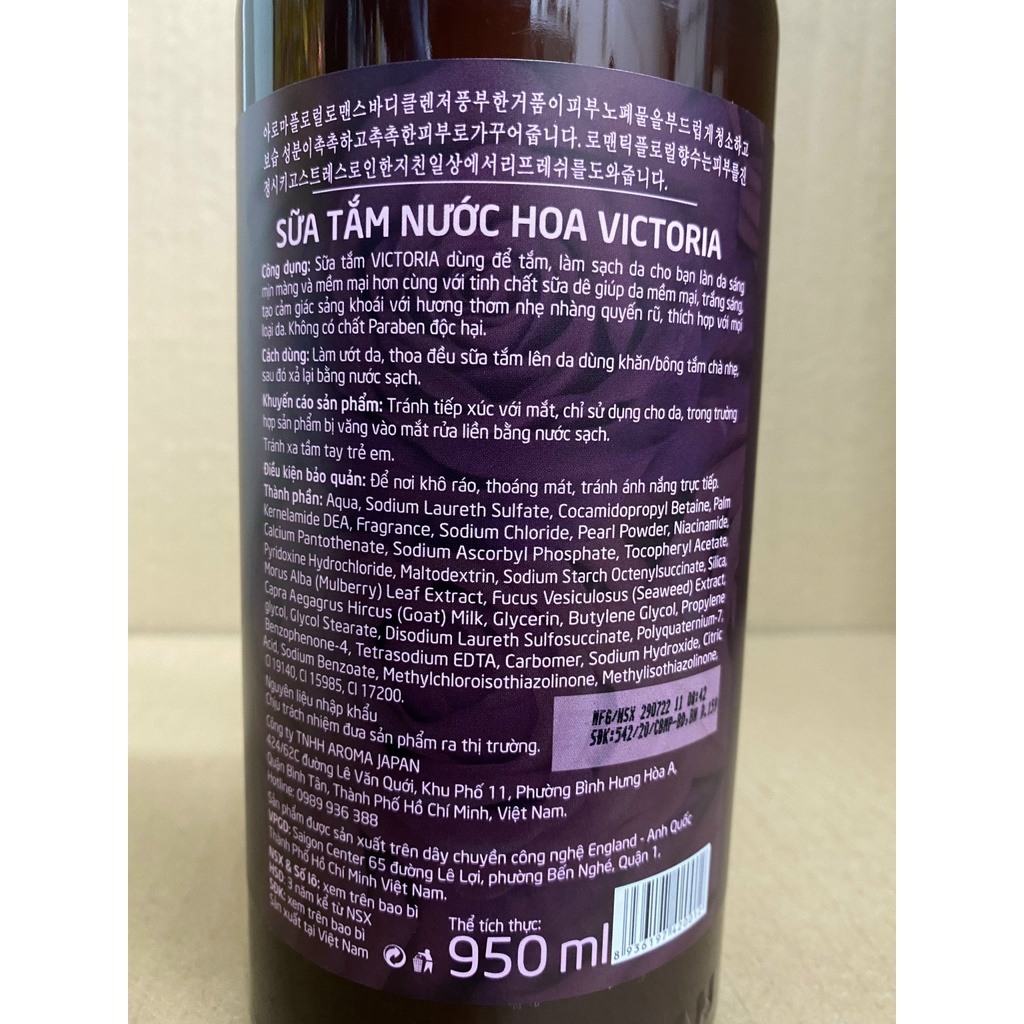 아로마플로럴로맨스바디클렌저풍부한거품이피부노폐물을부드럽게청소하고
보습 성분이촉촉하고촉촉한피부로가꾸어줍니다. 로맨틱플로럴향수는피부를진
정시키고스트레스로인한지친일상에서리프레쉬를도와줍니다.
SỮA TẮM NƯỚC HOA VICTORIA
Công dụng: Sữa tắm VICTORIA dùng để tắm, làm sạch da cho bạn làn da sáng
mịn màng và mềm mại hơn cùng với tinh chất sữa dê giúp da mềm mại, trắng sáng,
tạo cảm giác sảng khoái với hương thơm nhẹ nhàng quyến rũ, thích hợp với mọi
loại da. Không có chất Paraben độc hại.
Cách dùng: Làm ướt da, thoa đều sữa tắm lên da dùng khăn/bông tắm chà nhẹ,
sau đó xả lại bằng nước sạch.
Khuyến cáo sản phẩm: Tránh tiếp xúc với mắt, chỉ sử dụng cho da, trong trường
hợp sản phẩm bị văng vào mắt rửa liền bằng nước sạch.
Tránh xa tầm tay trẻ em.
Điều kiện bảo quản: Để nơi khô ráo, thoáng mát, tránh ánh nắng trực tiếp.
Thành phần: Aqua, Sodium Laureth Sulfate, Cocamidopropyl Betaine, Palm
Kernelamide DEA, Fragrance, Sodium Chloride, Pearl Powder, Niacinamide,
Calcium Pantothenate, Sodium Ascorbyl Phosphate, Tocopheryl Acetate,
Pyridoxine Hydrochloride, Maltodextrin, Sodium Starch Octenylsuccinate, Silica,
Morus Alba (Mulberry) Leaf Extract, Fucus Vesiculosus (Seaweed) Extract,
Capra Aegagrus Hircus (Goat) Milk, Glycerin, Butylene Glycol, Propylene
glycol, Glycol Stearate, Disodium Laureth Sulfosuccinate, Polyquaternium-7,
Benzophenone-4, Tetrasodium EDTA, Carbomer, Sodium Hydroxide, Citric
Acid, Sodium Benzoate, Methylchloroisothiazolinone, Methylisothiazolinone,
CI 19140, CI 15985, CI 17200.
Nguyên liệu nhập khẩu
Chịu trách nhiệm đưa sản phẩm ra thị trường.
MFG/NSX 290722 11 08:42
SĐK:542/20/CBMP-BD,ĐN
Công ty TNHH AROMA JAPAN
424/62C đường Lê Văn Quới, Khu Phố 11, Phường Bình Hưng Hòa A,
Quận Bình Tân, Thành Phố Hồ Chí Minh, Việt Nam.
Hotline: 0989 936 388
Sản phẩm được sản xuất trên dây chuyền công nghệ England - Anh Quốc
VPGD: Saigon Center 65 đường Lê Lợi, phường Bến Nghé, Quận 1,
Thành Phố Hồ Chí Minh Việt Nam.
NSX & Số lô: xem trên bao bì
HSD: 3 năm kể từ NSX
SĐK: xem trên bao bì
Sản xuất tại Việt Nam
Thể tích thực:
950 ml